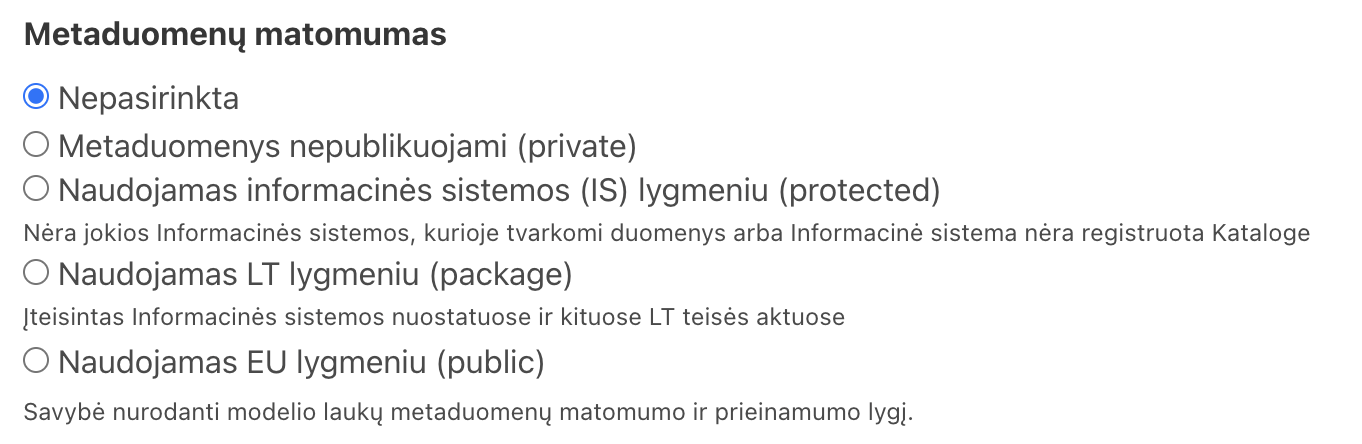 Metaduomenų matomumas
Nepasirinkta
Metaduomenys nepublikuojami (private)
Naudojamas informacinės sistemos (IS) lygmeniu (protected)
Nėra jokios Informacinės sistemos, kurioje tvarkomi duomenys arba Informacinė sistema nėra registruota Kataloge
Naudojamas LT lygmeniu (package)
Įteisintas Informacinės sistemos nuostatuose ir kituose LT teisės aktuose
Naudojamas EU lygmeniu (public)
Savybė nurodanti modelio laukų metaduomenų matomumo ir prieinamumo lygį.